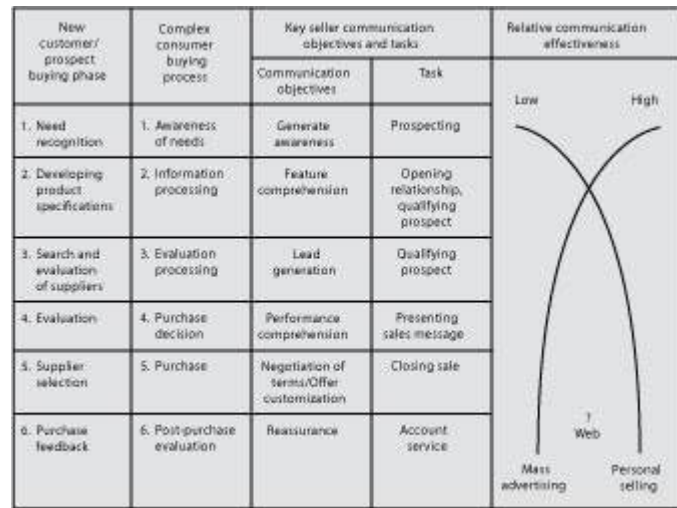 New
customer/
prospect
buying phase
Complex
consumer
buying
process
Key seller communication
objectives and tasks
Relative communication
effectiveness
Communication
objectives
Task
Low
High
1. Need
recognition
1. Awareness
of needs
Generate
awareness
Prospecting
2. Developing
product
specifications
2. Information
processing
Feature
comprehension
Opening
relationship,
qualifying
prospect
3. Search and
evaluation
of suppliers
3. Evaluation
processing
Lead
generation
Qualifying
prospect
4. Evaluation
4. Purchase
decision
Performance
comprehension
Presenting
sales message
5. Supplier
selection
5. Purchase
Negotiation of
terms/Offer
customization
Closing sale
6. Purchase
feedback
6. Post-purchase
evaluation
Reassurance
Account
service
?
Web
Mass
advertising
Personal
selling